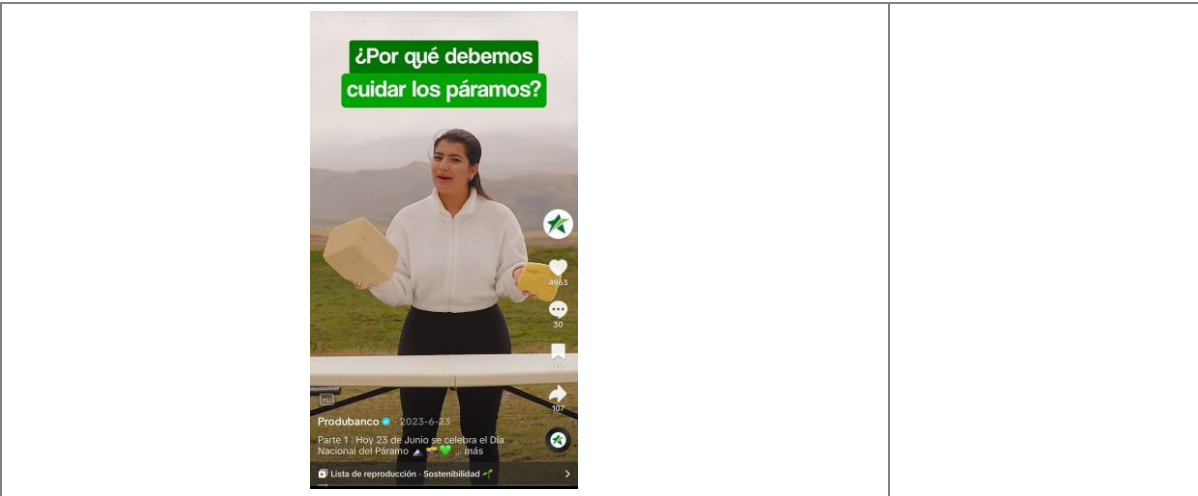 ¿Por qué debemos
cuidar los páramos?
4963
30
107
Produbanco · 2023-6-23
Parte 1 | Hoy 23 de Junio se celebra el Día
Nacional del Páramo ... más
Lista de reproducción · Sostenibilidad